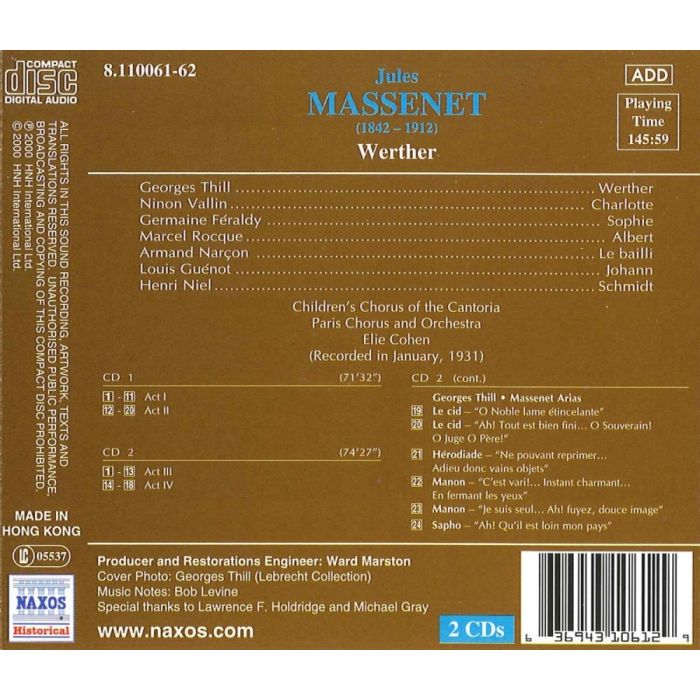 COMPACT
disc
DIGITAL AUDIO
8.110061-62
Jules
MASSENET
(1842 – 1912)
Werther
ADD
Playing
Time
145:59
Georges Thill Werther
Ninon Vallin Charlotte
Germaine Féraldy Sophie
Marcel Rocque Albert
Armand Narçon Le bailli
Louis Guénot Johann
Henri Niel Schmidt
Children's Chorus of the Cantoria
Paris Chorus and Orchestra
Elie Cohen
(Recorded in January, 1931)
CD 1 (71'32")
1 - 11 Act I
12 - 20 Act II
CD 2 (74'27")
1 - 13 Act III
14 - 18 Act IV
CD 2 (cont.)
Georges Thill • Massenet Arias
19 Le cid – "O Noble lame étincelante"
20 Le cid – "Ah! Tout est bien fini… O Souverain!
O Juge O Père!"
21 Hérodiade – "Ne pouvant reprimer…
Adieu donc vains objets"
22 Manon – "C'est vari!… Instant charmant…
En fermant les yeux"
23 Manon – "Je suis seul… Ah! fuyez, douce image"
24 Sapho – "Ah! Qu'il est loin mon pays"
ALL RIGHTS IN THIS SOUND RECORDING, ARTWORK, TEXTS AND
TRANSLATIONS RESERVED. UNAUTHORISED PUBLIC PERFORMANCE,
BROADCASTING AND COPYING OF THIS COMPACT DISC PROHIBITED.
℗ 2000 HNH International Ltd.
© 2000 HNH International Ltd.
MADE IN
HONG KONG
LC 05537
NAXOS
Historical
Producer and Restorations Engineer: Ward Marston
Cover Photo: Georges Thill (Lebrecht Collection)
Music Notes: Bob Levine
Special thanks to Lawrence F. Holdridge and Michael Gray
www.naxos.com
2 CDs
6 36943 10612 9